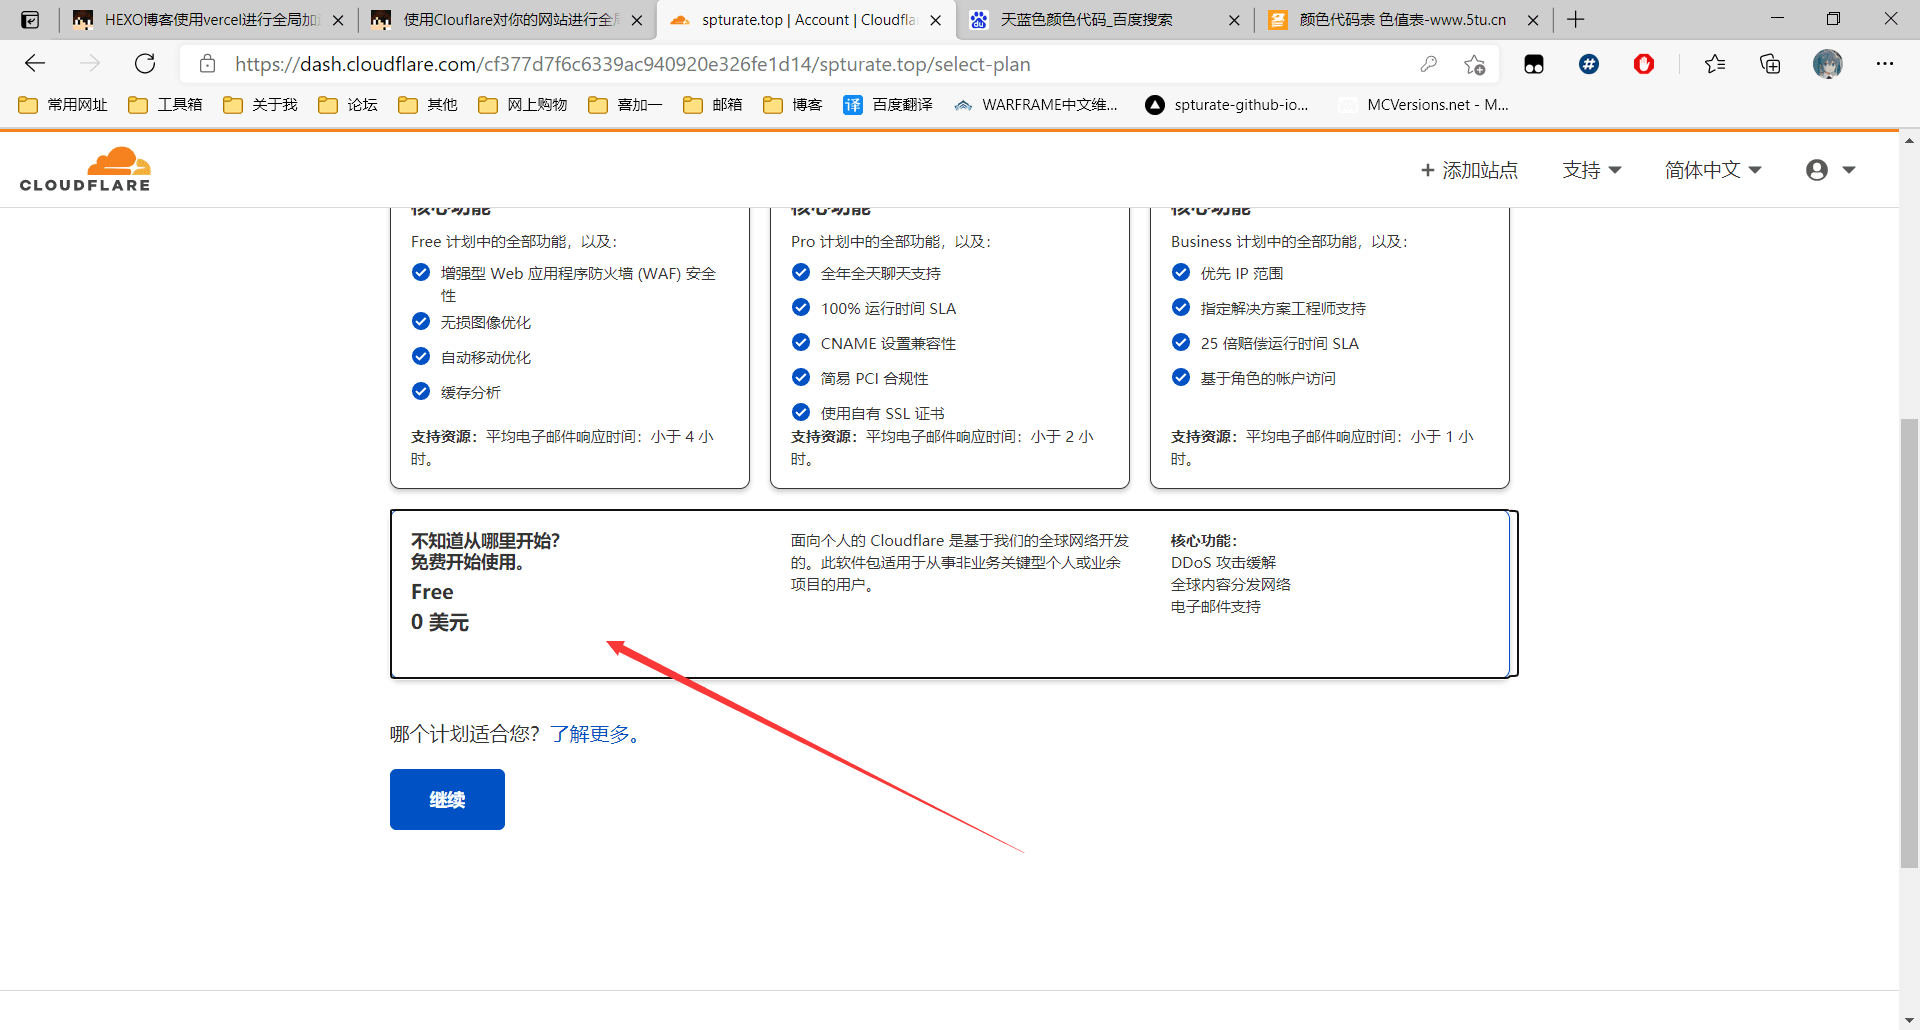 HEXO博客使用vercel进行全局加
使用Clouflare对你的网站进行全
spturate.top | Account | Cloudfla
天蓝色颜色代码_百度搜索
颜色代码表 色值表-www.5tu.cn
https://dash.cloudflare.com/cf377d7f6c6339ac940920e326fe1d14/spturate.top/select-plan
常用网址
工具箱
关于我
论坛
其他
网上购物
喜加一
邮箱
博客
译 百度翻译
WARFRAME中文维...
spturate-github-io...
MCVersions.net - M...
CLOUDFLARE
+ 添加站点
支持
简体中文
核心功能
Free 计划中的全部功能，以及：
增强型 Web 应用程序防火墙 (WAF) 安全
性
无损图像优化
自动移动优化
缓存分析
支持资源：平均电子邮件响应时间：小于 4 小
时。
核心功能
Pro 计划中的全部功能，以及：
全年全天聊天支持
100% 运行时间 SLA
CNAME 设置兼容性
简易 PCI 合规性
使用自有 SSL 证书
支持资源：平均电子邮件响应时间：小于 2 小
时。
核心功能
Business 计划中的全部功能，以及：
优先 IP 范围
指定解决方案工程师支持
25 倍赔偿运行时间 SLA
基于角色的帐户访问
支持资源：平均电子邮件响应时间：小于 1 小
时。
不知道从哪里开始？
免费开始使用。
Free
0 美元
面向个人的 Cloudflare 是基于我们的全球网络开发
的。此软件包适用于从事非业务关键型个人或业余
项目的用户。
核心功能：
DDoS 攻击缓解
全球内容分发网络
电子邮件支持
哪个计划适合您？了解更多。
继续